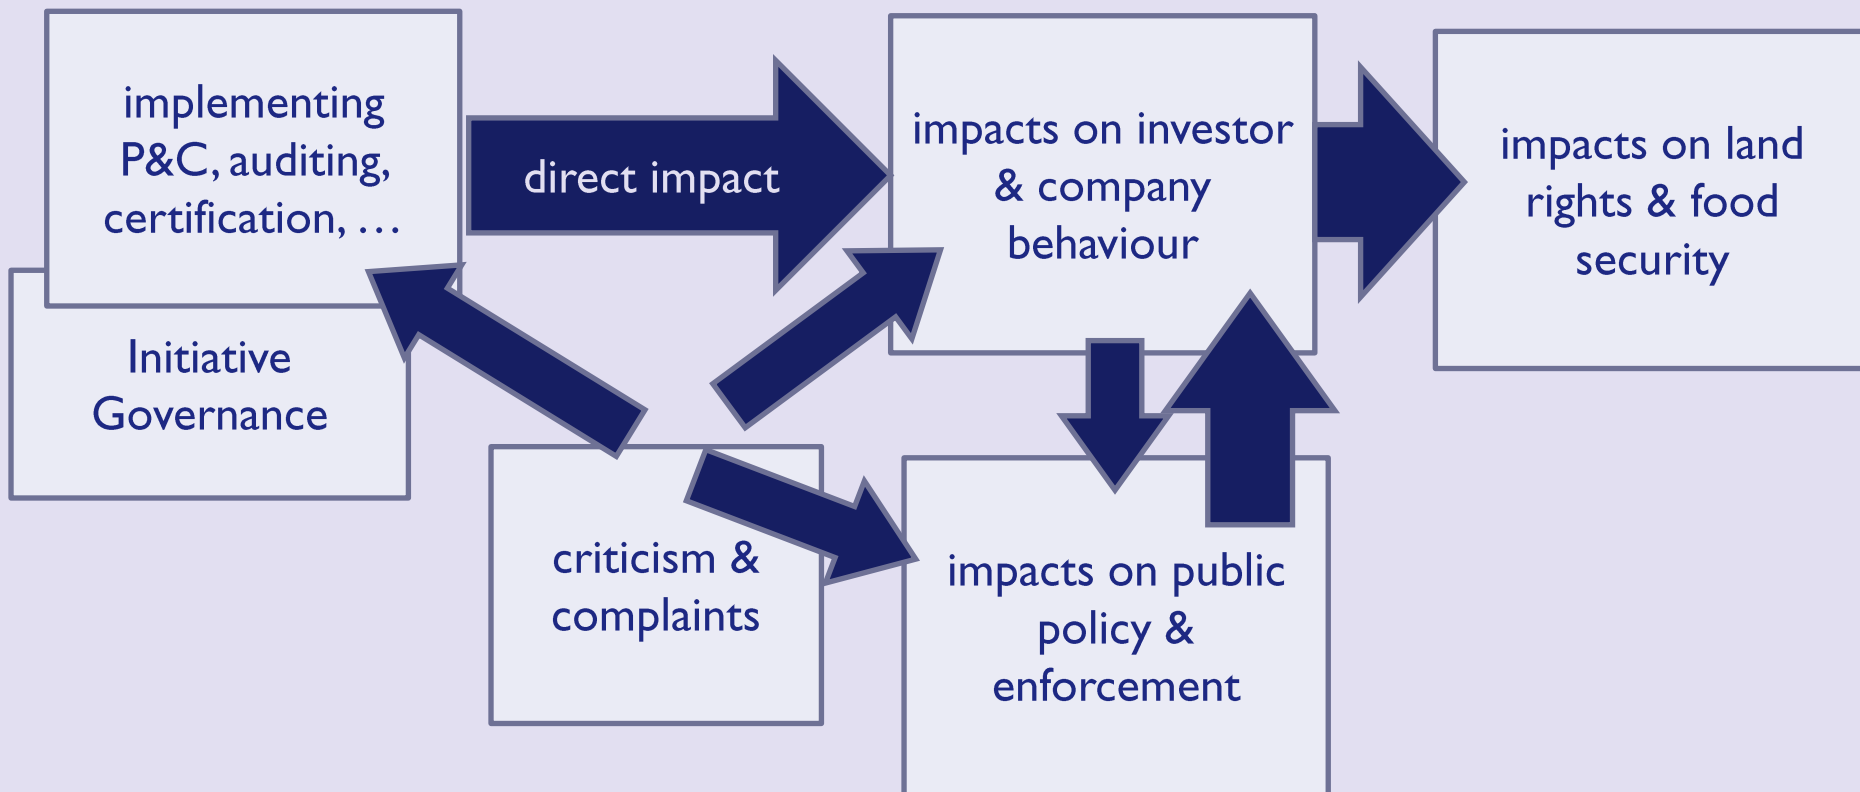 implementing
P&C, auditing,
certification, …
Initiative
Governance
direct impact
criticism &
complaints
impacts on investor
& company
behaviour
impacts on public
policy &
enforcement
impacts on land
rights & food
security